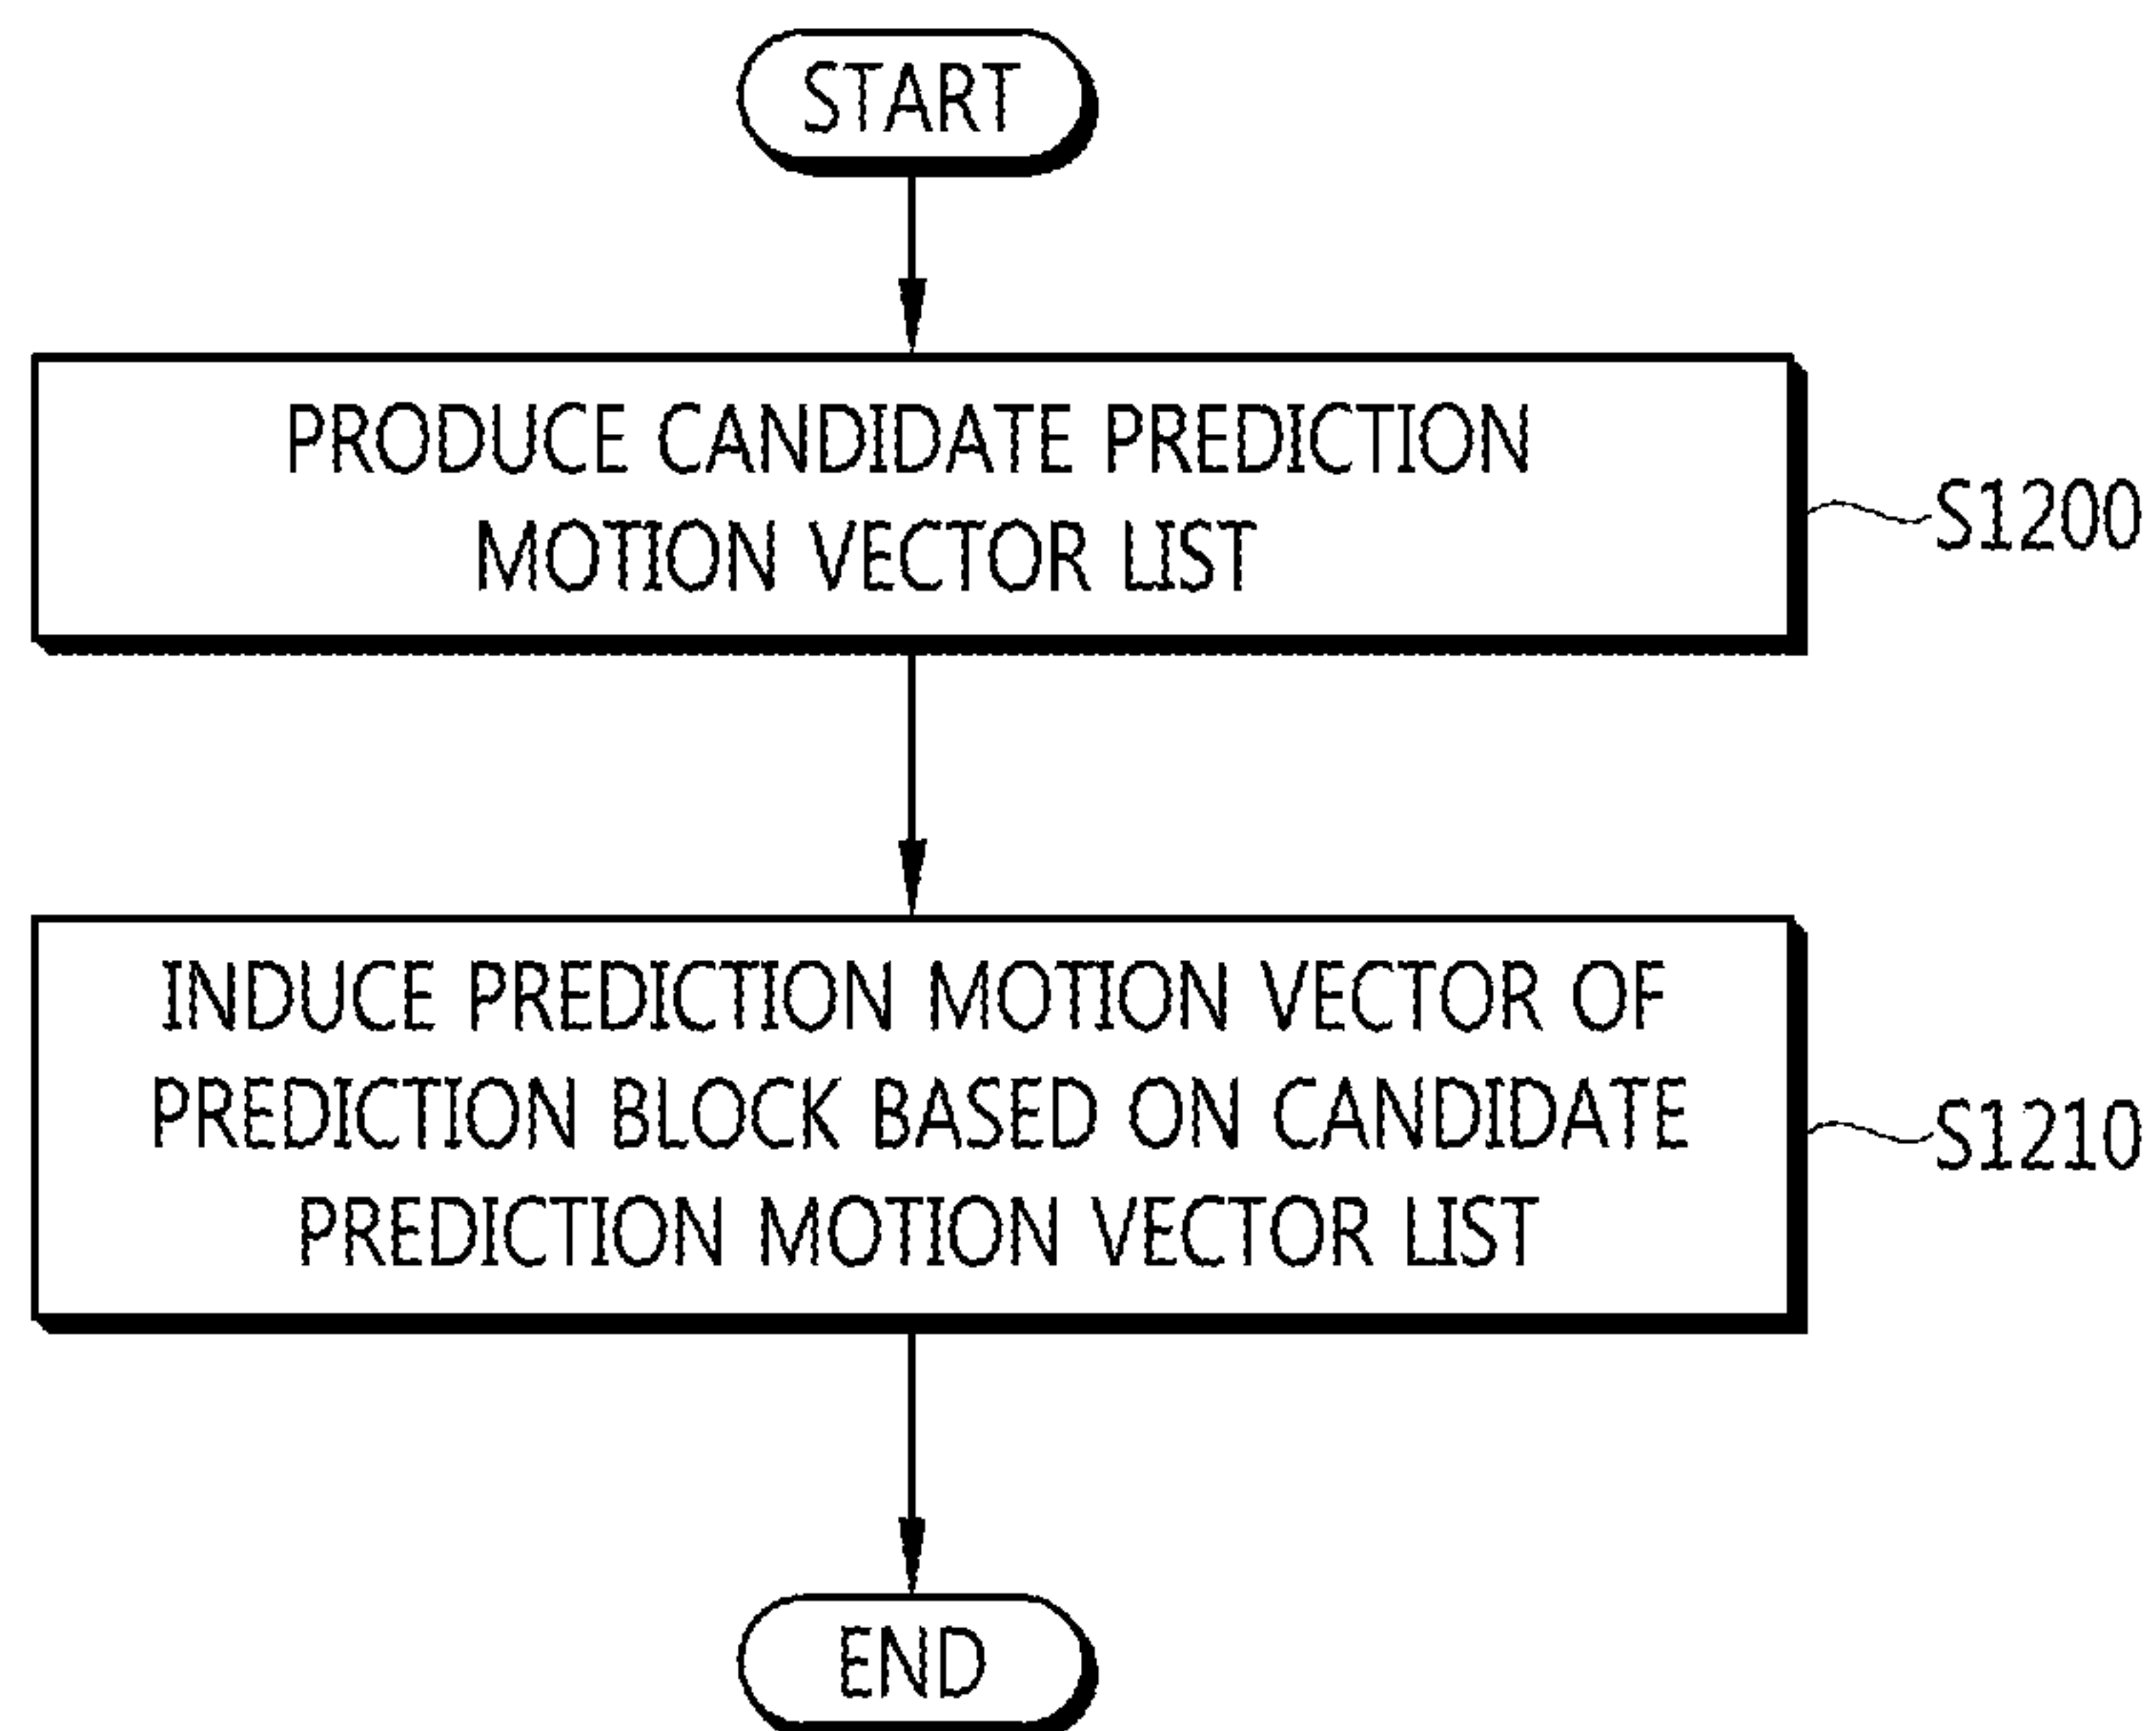 START
PRODUCE CANDIDATE PREDICTION
MOTION VECTOR LIST
S1200
INDUCE PREDICTION MOTION VECTOR OF
PREDICTION BLOCK BASED ON CANDIDATE
PREDICTION MOTION VECTOR LIST
S1210
END